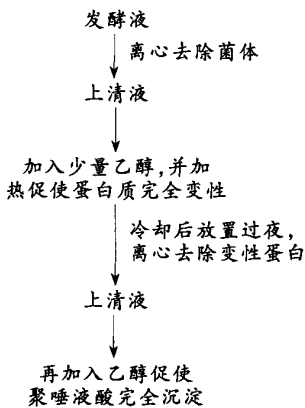 发酵液
离心去除菌体
上清液
加入少量乙醇,并加
热促使蛋白质完全变性
冷却后放置过夜,
离心去除变性蛋白
上清液
再加入乙醇促使
聚唾液酸完全沉淀